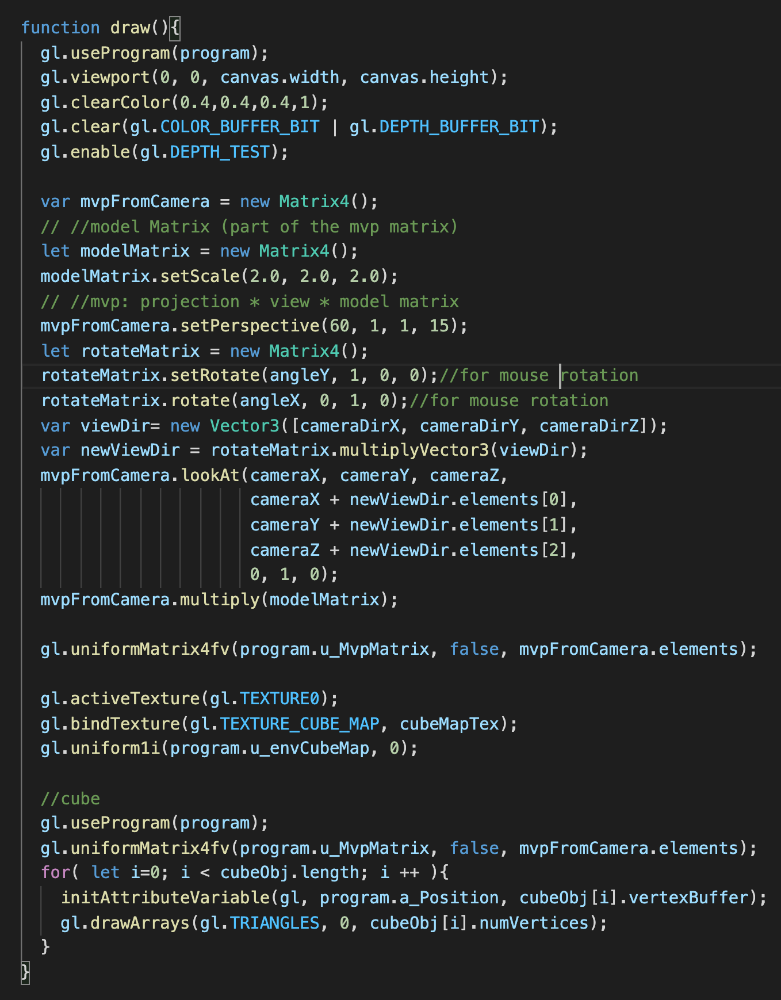 function draw(){
  gl.useProgram(program);
  gl.viewport(0, 0, canvas.width, canvas.height);
  gl.clearColor(0.4,0.4,0.4,1);
  gl.clear(gl.COLOR_BUFFER_BIT | gl.DEPTH_BUFFER_BIT);
  gl.enable(gl.DEPTH_TEST);

  var mvpFromCamera = new Matrix4();
  // //model Matrix (part of the mvp matrix)
  let modelMatrix = new Matrix4();
  modelMatrix.setScale(2.0, 2.0, 2.0);
  // //mvp: projection * view * model matrix
  mvpFromCamera.setPerspective(60, 1, 1, 15);
  let rotateMatrix = new Matrix4();
  rotateMatrix.setRotate(angleY, 1, 0, 0);//for mouse rotation
  rotateMatrix.rotate(angleX, 0, 1, 0);//for mouse rotation
  var viewDir= new Vector3([cameraDirX, cameraDirY, cameraDirZ]);
  var newViewDir = rotateMatrix.multiplyVector3(viewDir);
  mvpFromCamera.lookAt(cameraX, cameraY, cameraZ,
                       cameraX + newViewDir.elements[0],
                       cameraY + newViewDir.elements[1],
                       cameraZ + newViewDir.elements[2],
                       0, 1, 0);
  mvpFromCamera.multiply(modelMatrix);

  gl.uniformMatrix4fv(program.u_MvpMatrix, false, mvpFromCamera.elements);

  gl.activeTexture(gl.TEXTURE0);
  gl.bindTexture(gl.TEXTURE_CUBE_MAP, cubeMapTex);
  gl.uniform1i(program.u_envCubeMap, 0);

  //cube
  gl.useProgram(program);
  gl.uniformMatrix4fv(program.u_MvpMatrix, false, mvpFromCamera.elements);
  for( let i=0; i < cubeObj.length; i ++ ){
    initAttributeVariable(gl, program.a_Position, cubeObj[i].vertexBuffer);
    gl.drawArrays(gl.TRIANGLES, 0, cubeObj[i].numVertices);
  }
}